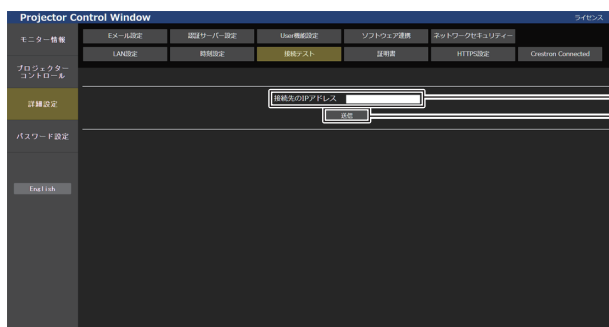 Projector Control Window
ライセンス
モニター情報
プロジェクター
コントロール
詳細設定
パスワード設定
English
Eメール設定
認証サーバー設定
User機能設定
ソフトウェア連携
ネットワークセキュリティー
LAN設定
時刻設定
接続テスト
証明書
HTTPS設定
Crestron Connected
接続先のIPアドレス
送信